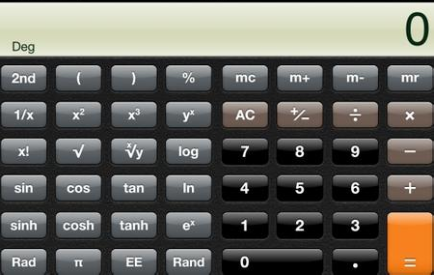 0
Deg
2nd ( ) % mc m+ m- mr
1/x x² x³ yˣ AC +/− ÷ ×
x! √ ˣ√y log 7 8 9 −
sin cos tan ln 4 5 6 +
sinh cosh tanh eˣ 1 2 3
Rad π EE Rand 0 . =